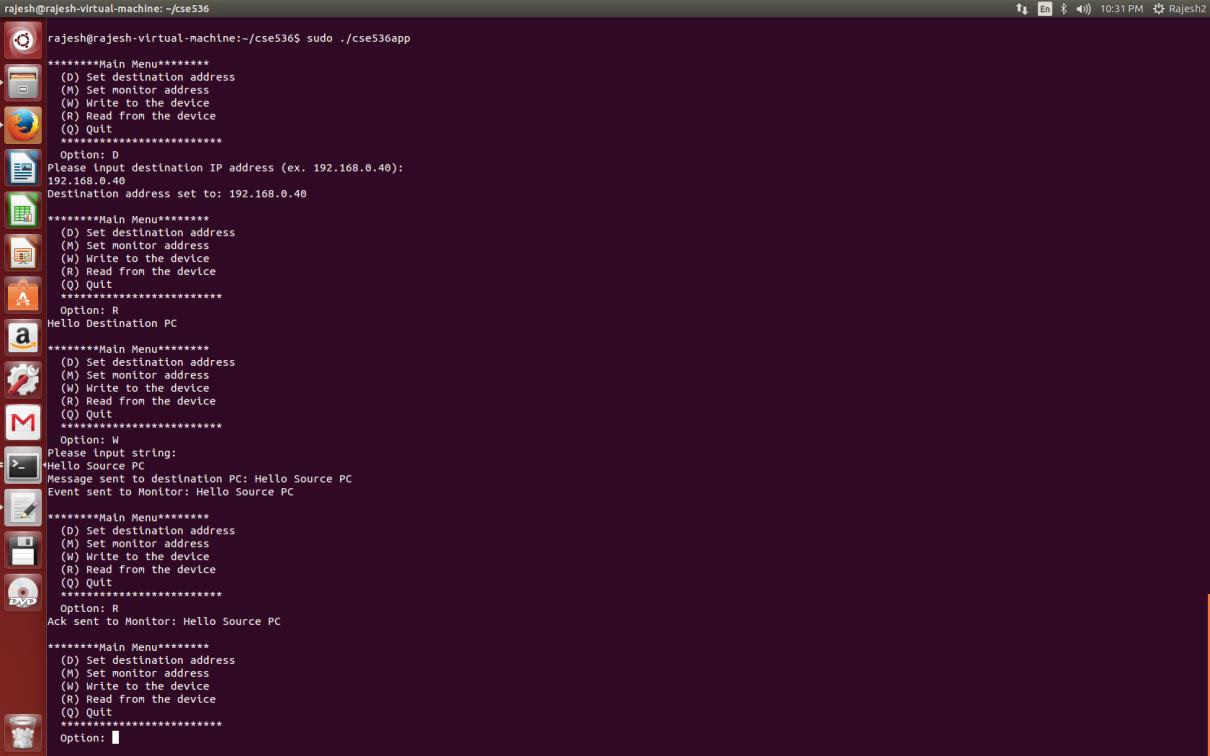 rajesh@rajesh-virtual-machine: ~/cse536
En 10:31 PM Rajesh2
rajesh@rajesh-virtual-machine:~/cse536$ sudo ./cse536app
********Main Menu********
(D) Set destination address
(M) Set monitor address
(W) Write to the device
(R) Read from the device
(Q) Quit
*************************
Option: D
Please input destination IP address (ex. 192.168.0.40):
192.168.0.40
Destination address set to: 192.168.0.40
********Main Menu********
(D) Set destination address
(M) Set monitor address
(W) Write to the device
(R) Read from the device
(Q) Quit
*************************
Option: R
Hello Destination PC
********Main Menu********
(D) Set destination address
(M) Set monitor address
(W) Write to the device
(R) Read from the device
(Q) Quit
*************************
Option: W
Please input string:
Hello Source PC
Message sent to destination PC: Hello Source PC
Event sent to Monitor: Hello Source PC
********Main Menu********
(D) Set destination address
(M) Set monitor address
(W) Write to the device
(R) Read from the device
(Q) Quit
*************************
Option: R
Ack sent to Monitor: Hello Source PC
********Main Menu********
(D) Set destination address
(M) Set monitor address
(W) Write to the device
(R) Read from the device
(Q) Quit
*************************
Option:
a
DVD